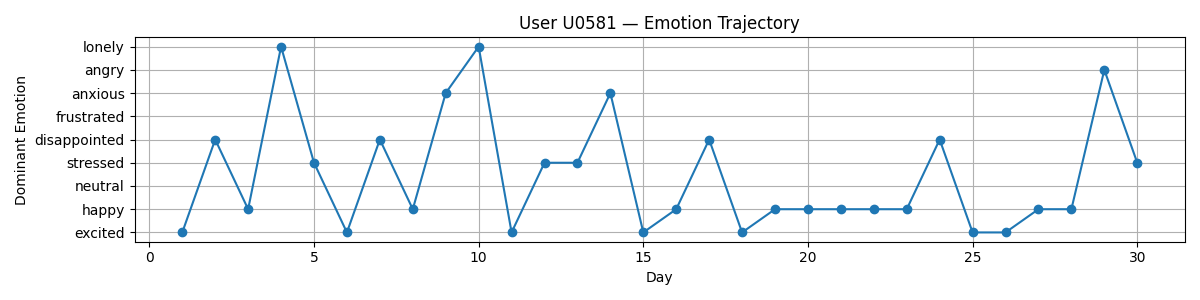 User U0581 — Emotion Trajectory
Dominant Emotion
lonely
angry
anxious
frustrated
disappointed
stressed
neutral
happy
excited
0 5 10 15 20 25 30
Day